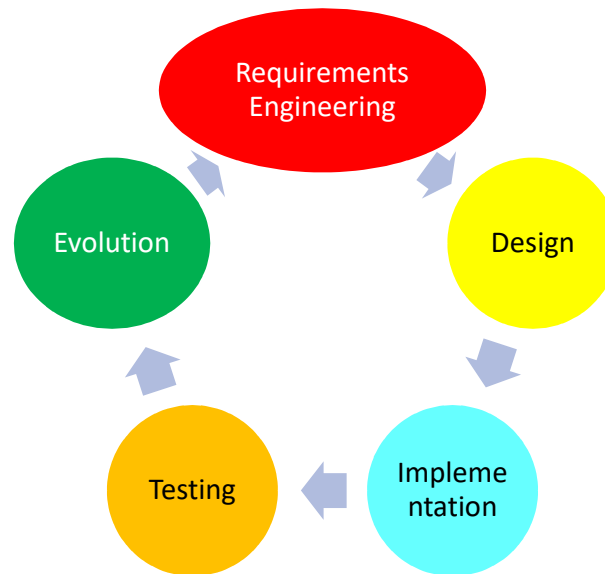 Requirements
Engineering
Evolution
Design
Testing
Impleme
ntation